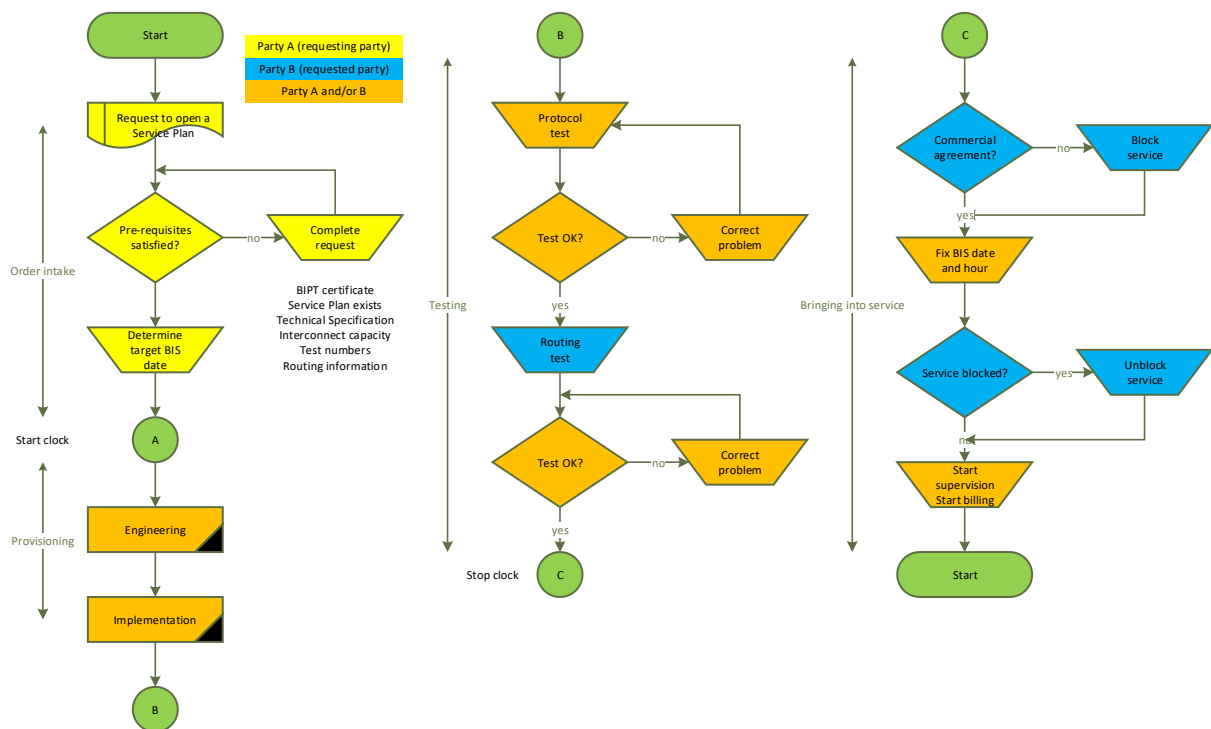 Start
Party A (requesting party)
Party B (requested party)
Party A and/or B
Request to open a
Service Plan
Pre-requisites
satisfied?
no
Complete
request
Order intake
BIPT certificate
Service Plan exists
Technical Specification
Interconnect capacity
Test numbers
Routing information
Determine
target BIS
date
Start clock
A
Provisioning
Engineering
Implementation
B
B
Protocol
test
Test OK?
no
Correct
problem
Testing
yes
Routing
test
Test OK?
no
Correct
problem
yes
Stop clock
C
C
Commercial
agreement?
no
Block
service
yes
Fix BIS date
and hour
Bringing into service
Service blocked?
yes
Unblock
service
no
Start
supervision
Start billing
Start